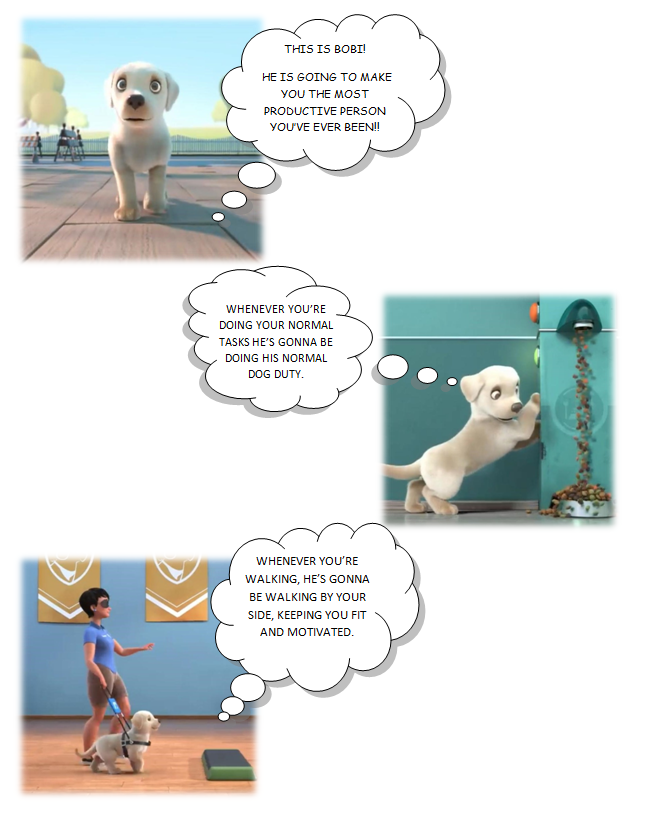 THIS IS BOBI!
HE IS GOING TO MAKE
YOU THE MOST
PRODUCTIVE PERSON
YOU'VE EVER BEEN!!
WHENEVER YOU'RE
DOING YOUR NORMAL
TASKS HE'S GONNA BE
DOING HIS NORMAL
DOG DUTY.
WHENEVER YOU'RE
WALKING, HE'S GONNA
BE WALKING BY YOUR
SIDE, KEEPING YOU FIT
AND MOTIVATED.